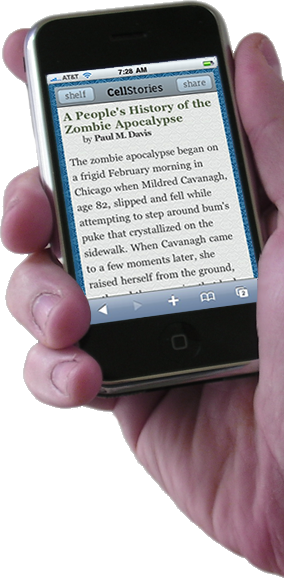 AT&T 7:28 AM
shelf CellStories share
A People's History of the
Zombie Apocalypse
by Paul M. Davis
The zombie apocalypse began on
a frigid February morning in
Chicago when Mildred Cavanagh,
age 82, slipped and fell while
attempting to step around bum's
puke that crystallized on the
sidewalk. When Cavanagh came
to a few moments later, she
raised herself from the ground,